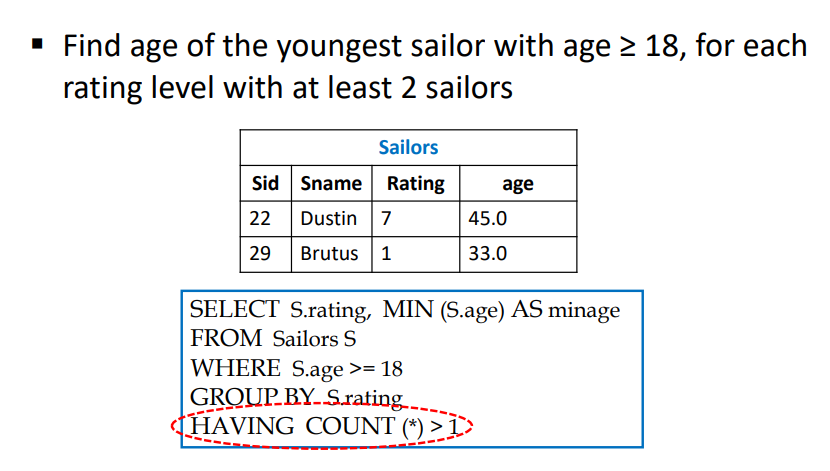 ▪ Find age of the youngest sailor with age ≥ 18, for each
rating level with at least 2 sailors
Sailors
Sid Sname Rating age
22 Dustin 7 45.0
29 Brutus 1 33.0
SELECT S.rating, MIN (S.age) AS minage
FROM Sailors S
WHERE S.age >= 18
GROUP BY S.rating
HAVING COUNT (*) > 1